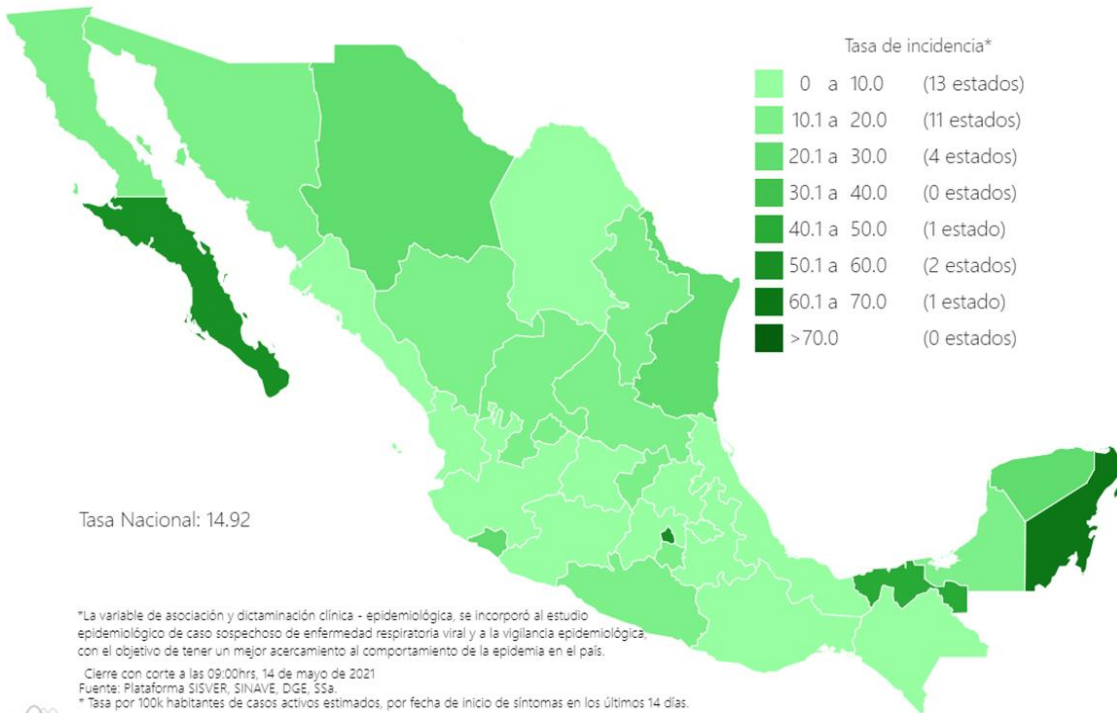 Tasa de incidencia*
0 a 10.0 (13 estados)
10.1 a 20.0 (11 estados)
20.1 a 30.0 (4 estados)
30.1 a 40.0 (0 estados)
40.1 a 50.0 (1 estado)
50.1 a 60.0 (2 estados)
60.1 a 70.0 (1 estado)
>70.0 (0 estados)
Tasa Nacional: 14.92
*La variable de asociación y dictaminación clínica - epidemiológica, se incorporó al estudio
epidemiológico de caso sospechoso de enfermedad respiratoria viral y a la vigilancia epidemiológica,
con el objetivo de tener un mejor acercamiento al comportamiento de la epidemia en el país.
Cierre con corte a las 09:00hrs, 14 de mayo de 2021
Fuente: Plataforma SISVER, SINAVE, DGE, SSa.
* Tasa por 100k habitantes de casos activos estimados, por fecha de inicio de síntomas en los últimos 14 días.